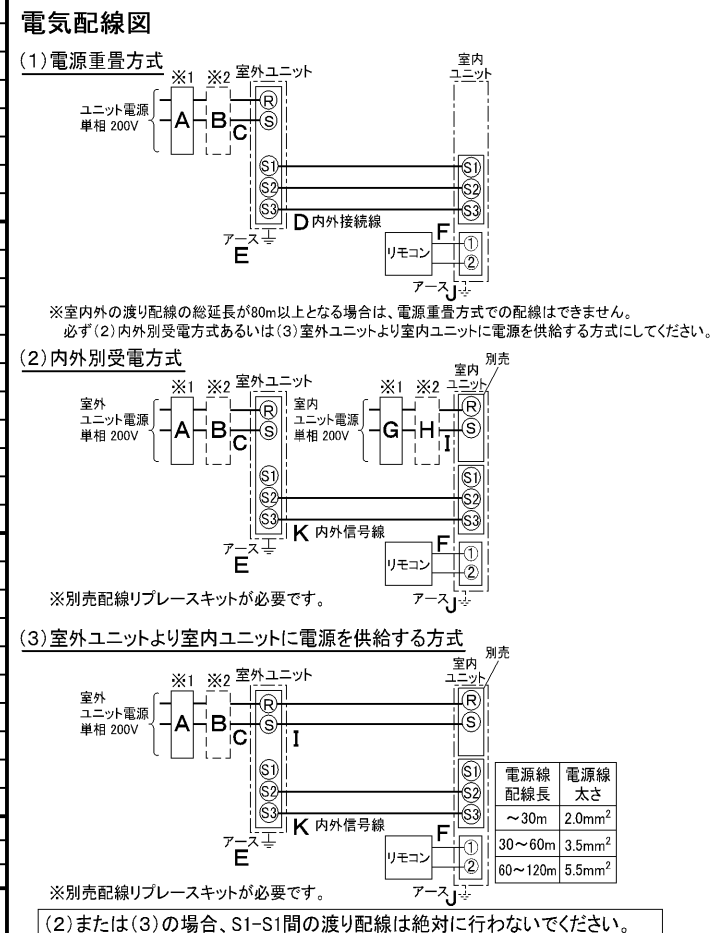 電気配線図
(1)電源重畳方式
※1 ※2 室外ユニット
室内
ユニット
ユニット電源
単相 200V
A B C
R
S
S1 S1
S2 S2
S3 S3
D 内外接続線
アース
E
リモコン
F
①
②
アース J
※室内外の渡り配線の総延長が80m以上となる場合は、電源重畳方式での配線はできません。
必ず(2)内外別受電方式あるいは(3)室外ユニットより室内ユニットに電源を供給する方式にしてください。
(2)内外別受電方式
※1 ※2 室外ユニット
※1 ※2
室内
ユニット
別売
室外
ユニット電源
単相 200V
A B C
R
S
室内
ユニット電源
単相 200V
G H I
R
S
S1 S1
S2 S2
S3 S3
K 内外信号線
アース
E
リモコン
F
①
②
アース J
※別売配線リプレースキットが必要です。
(3)室外ユニットより室内ユニットに電源を供給する方式
※1 ※2 室外ユニット
室内
ユニット
別売
室外
ユニット電源
単相 200V
A B C
R R
S S
I
S1 S1
S2 S2
S3 S3
K 内外信号線
アース
E
リモコン
F
①
②
アース J
電源線 電源線
配線長 太さ
~30m 2.0mm²
30~60m 3.5mm²
60~120m 5.5mm²
※別売配線リプレースキットが必要です。
(2)または(3)の場合、S1-S1間の渡り配線は絶対に行わないでください。